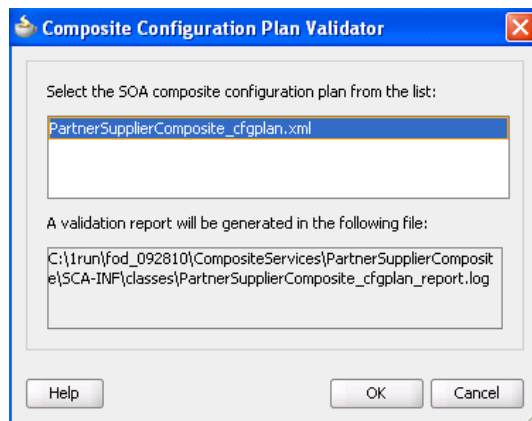 Composite Configuration Plan Validator
Select the SOA composite configuration plan from the list:
PartnerSupplierComposite_cfgplan.xml
A validation report will be generated in the following file:
C:\1run\fod_092810\CompositeServices\PartnerSupplierComposit
e\SCA-INF\classes\PartnerSupplierComposite_cfgplan_report.log
Help
OK
Cancel